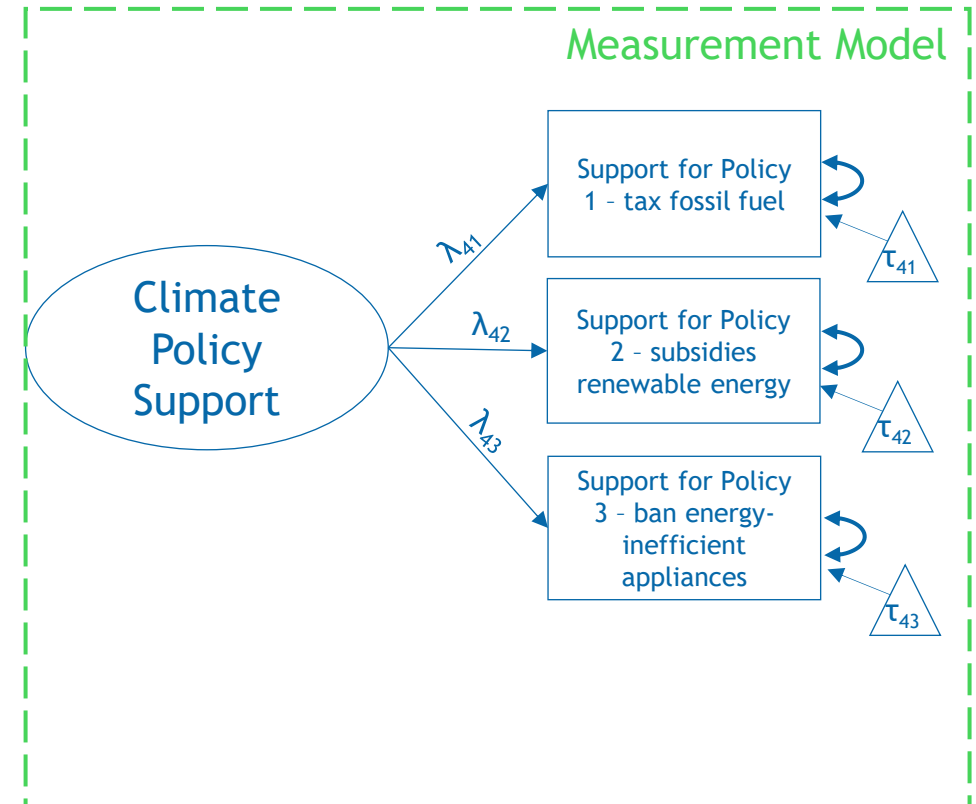 Measurement Model
Support for Policy
1 – tax fossil fuel
λ₄₁
τ₄₁
Climate
Policy
Support
λ₄₂
Support for Policy
2 – subsidies
renewable energy
τ₄₂
λ₄₃
Support for Policy
3 – ban energy-
inefficient
appliances
τ₄₃